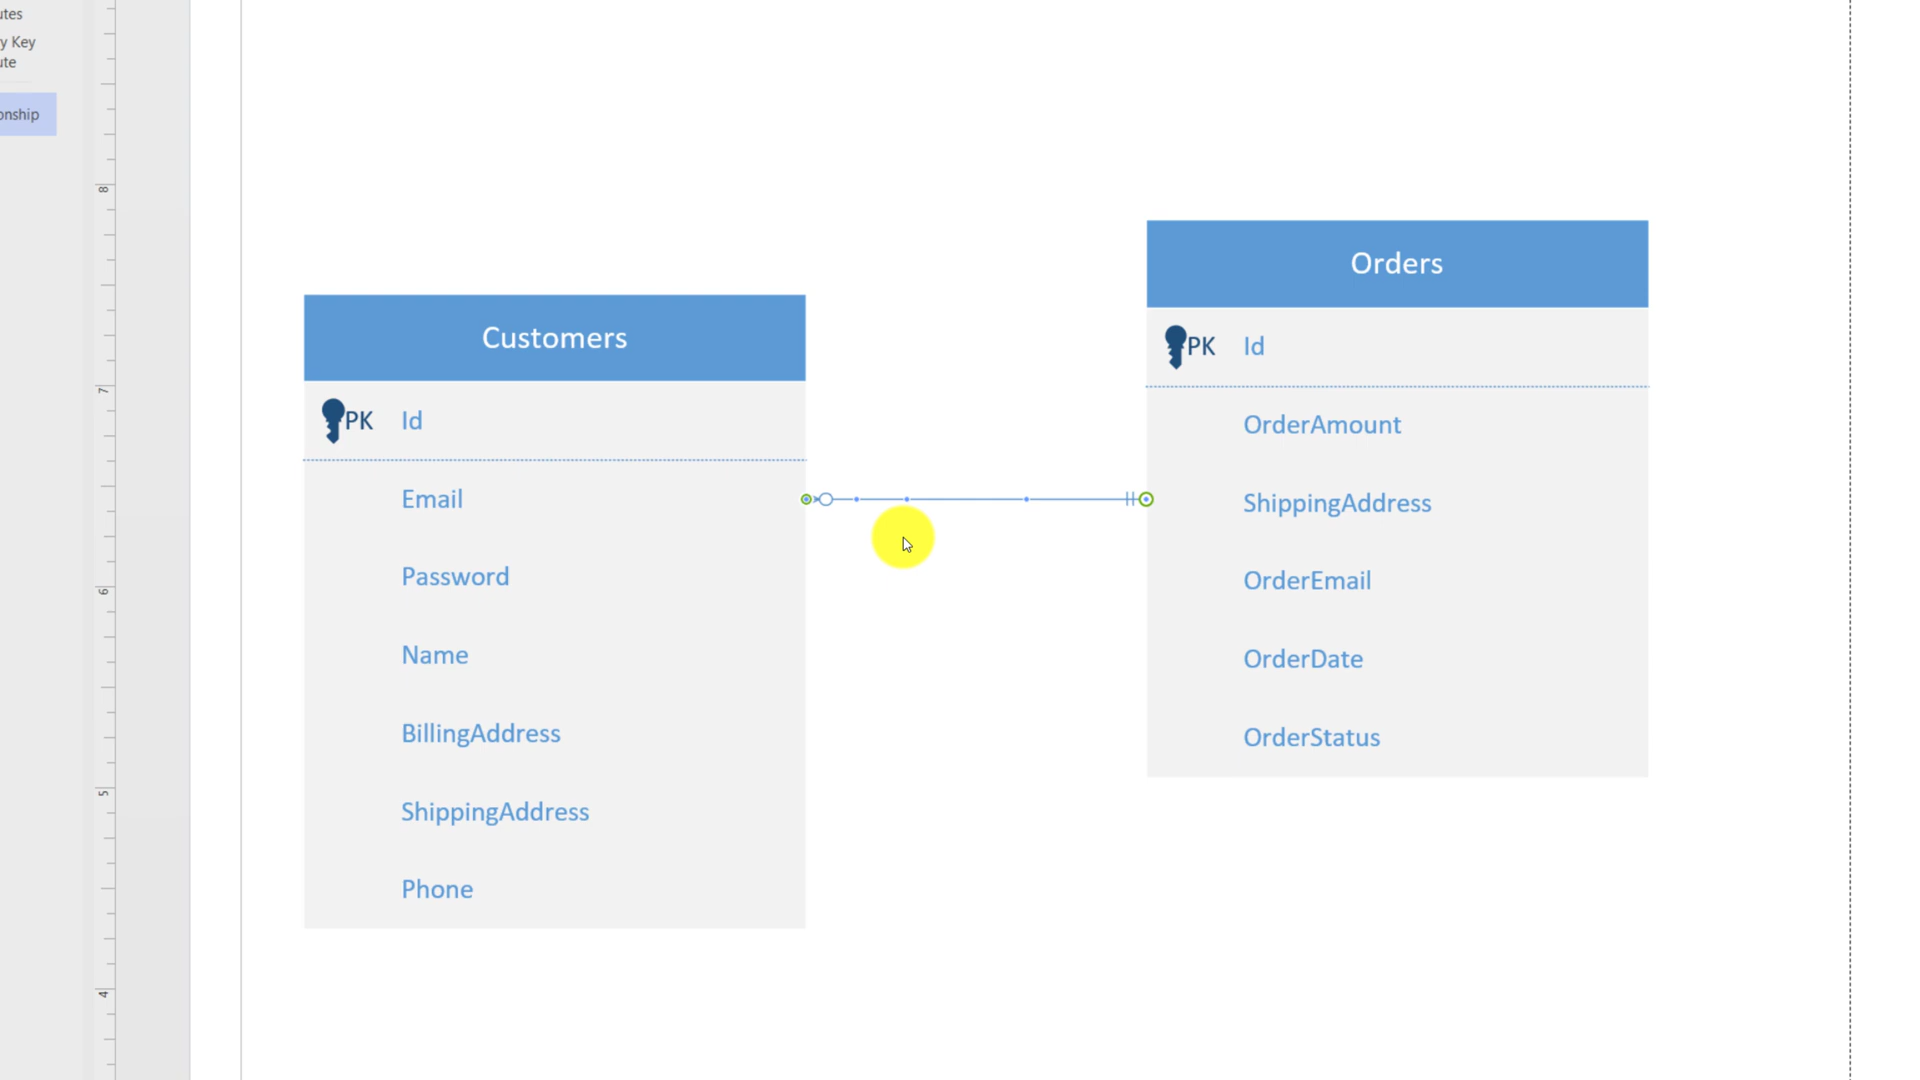 utes
y Key
ute
onship
8
7
6
5
4
Customers
PK Id
Email
Password
Name
BillingAddress
ShippingAddress
Phone
Orders
PK Id
OrderAmount
ShippingAddress
OrderEmail
OrderDate
OrderStatus